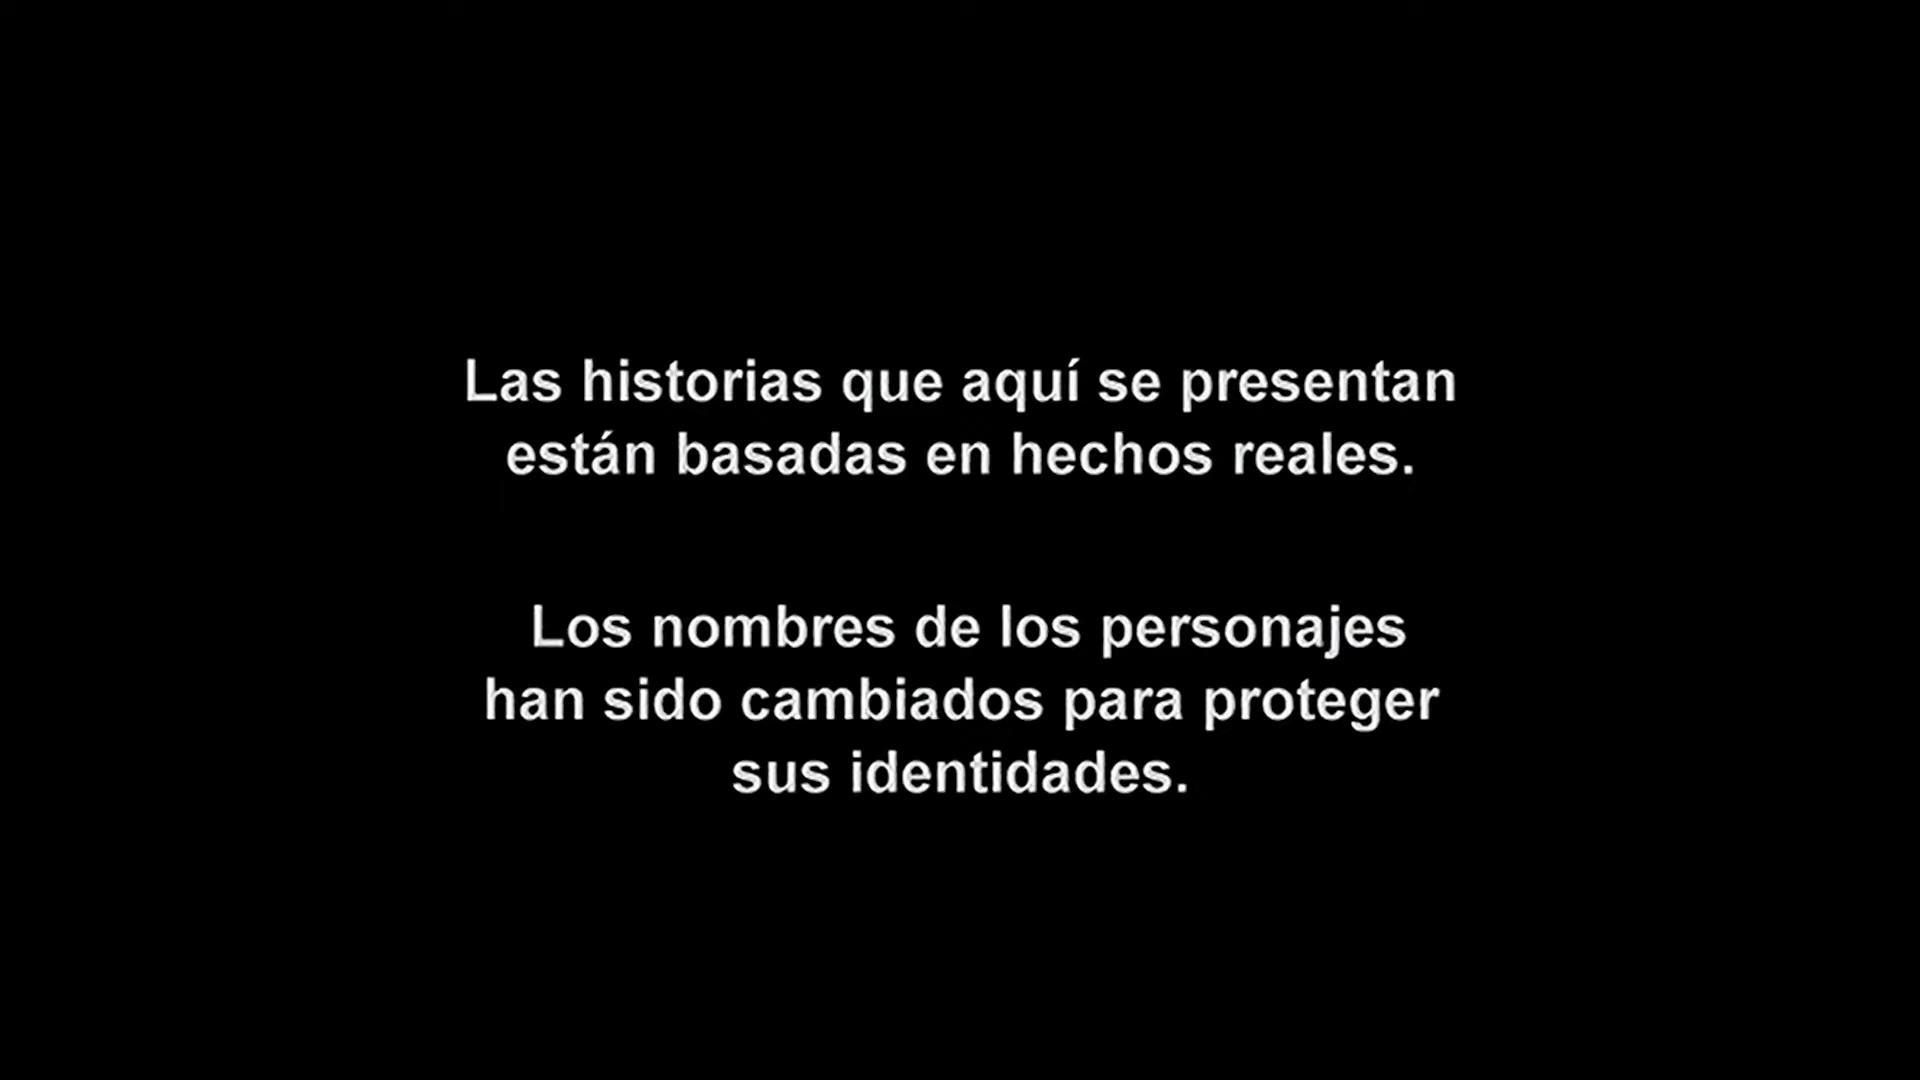 Las historias que aquí se presentan
están basadas en hechos reales.
Los nombres de los personajes
han sido cambiados para proteger
sus identidades.